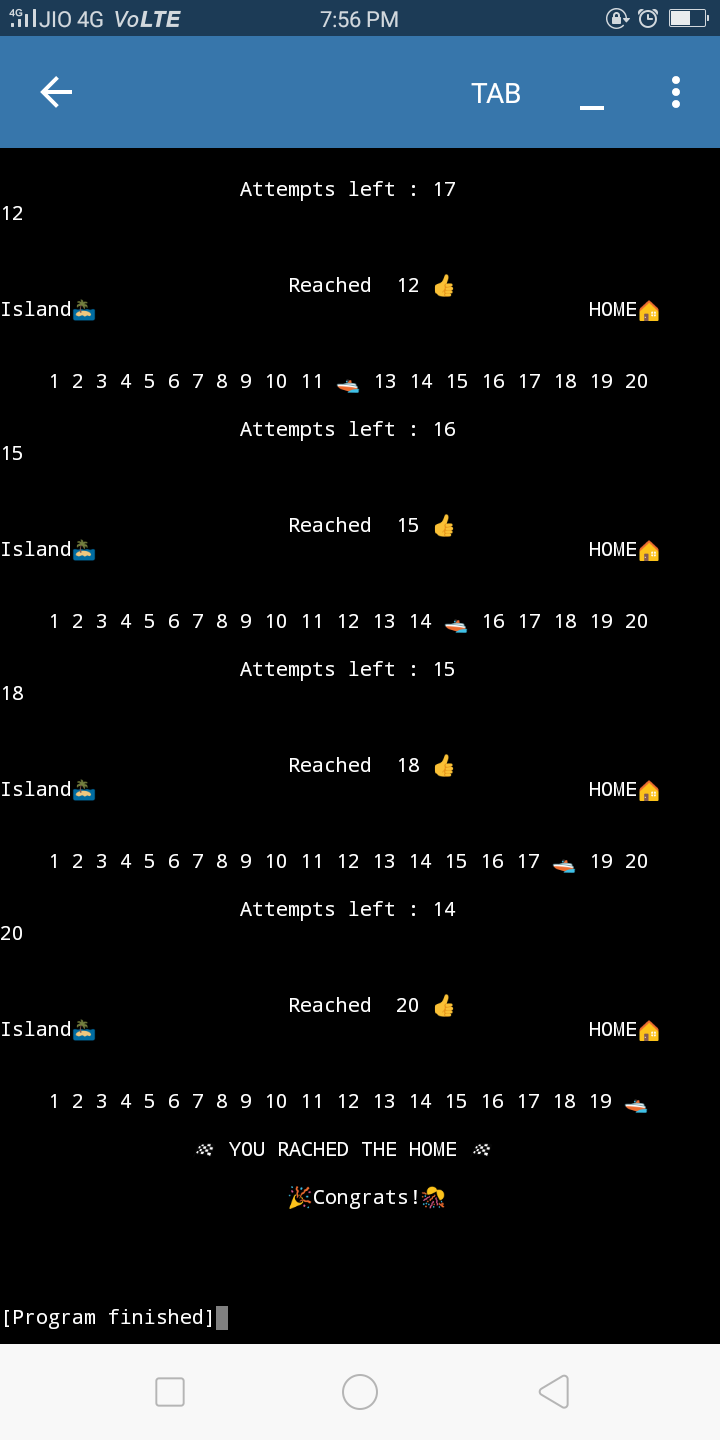 4G JIO 4G VoLTE 7:56 PM
TAB
Attempts left : 17
12
Reached 12 👍
Island🏝 HOME🏠
1 2 3 4 5 6 7 8 9 10 11 🚤 13 14 15 16 17 18 19 20
Attempts left : 16
15
Reached 15 👍
Island🏝 HOME🏠
1 2 3 4 5 6 7 8 9 10 11 12 13 14 🚤 16 17 18 19 20
Attempts left : 15
18
Reached 18 👍
Island🏝 HOME🏠
1 2 3 4 5 6 7 8 9 10 11 12 13 14 15 16 17 🚤 19 20
Attempts left : 14
20
Reached 20 👍
Island🏝 HOME🏠
1 2 3 4 5 6 7 8 9 10 11 12 13 14 15 16 17 18 19 🚤
🏁 YOU RACHED THE HOME 🏁
🎉Congrats!🎊
[Program finished]